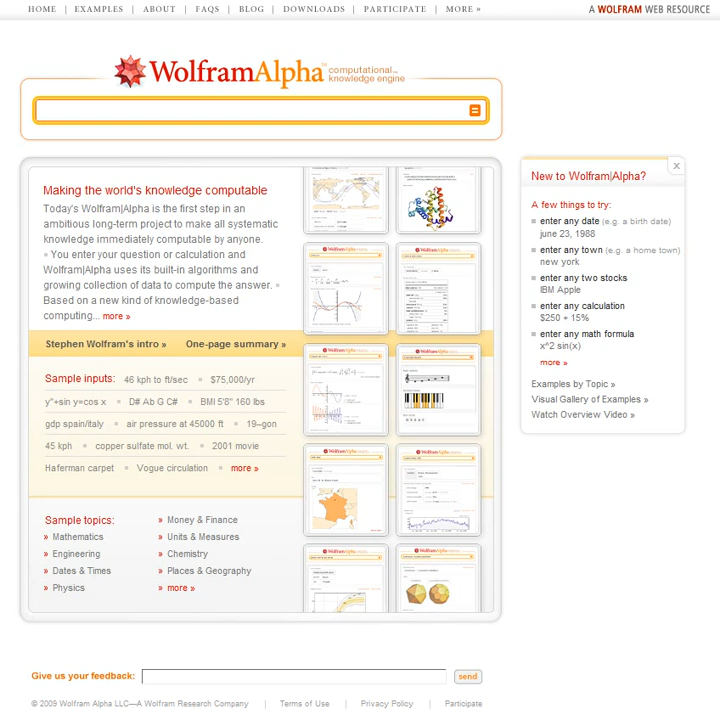 HOME | EXAMPLES | ABOUT | FAQS | BLOG | DOWNLOADS | PARTICIPATE | MORE »
A WOLFRAM WEB RESOURCE
WolframAlpha™ computational...
knowledge engine
=
Making the world's knowledge computable
Today's Wolfram|Alpha is the first step in an
ambitious long-term project to make all systematic
knowledge immediately computable by anyone.
▪ You enter your question or calculation and
Wolfram|Alpha uses its built-in algorithms and
growing collection of data to compute the answer. ▪
Based on a new kind of knowledge-based
computing... more »
Stephen Wolfram's intro » One-page summary »
Sample inputs: 46 kph to ft/sec ▪ $75,000/yr
y''+sin y=cos x ▪ D# Ab G C# ▪ BMI 5'8" 160 lbs
gdp spain/italy ▪ air pressure at 45000 ft ▪ 19–gon
45 kph ▪ copper sulfate mol. wt. ▪ 2001 movie
Haferman carpet ▪ Vogue circulation ▪ more »
Sample topics:
» Mathematics
» Engineering
» Dates & Times
» Physics
» Money & Finance
» Units & Measures
» Chemistry
» Places & Geography
» more »
WolframAlpha
WolframAlpha
WolframAlpha
WolframAlpha
WolframAlpha
WolframAlpha
WolframAlpha
WolframAlpha
New to Wolfram|Alpha? X
A few things to try:
▪ enter any date (e.g. a birth date)
june 23, 1988
▪ enter any town (e.g. a home town)
new york
▪ enter any two stocks
IBM Apple
▪ enter any calculation
$250 + 15%
▪ enter any math formula
x^2 sin(x)
more »
Examples by Topic »
Visual Gallery of Examples »
Watch Overview Video »
Give us your feedback: send
© 2009 Wolfram Alpha LLC—A Wolfram Research Company | Terms of Use | Privacy Policy | Participate